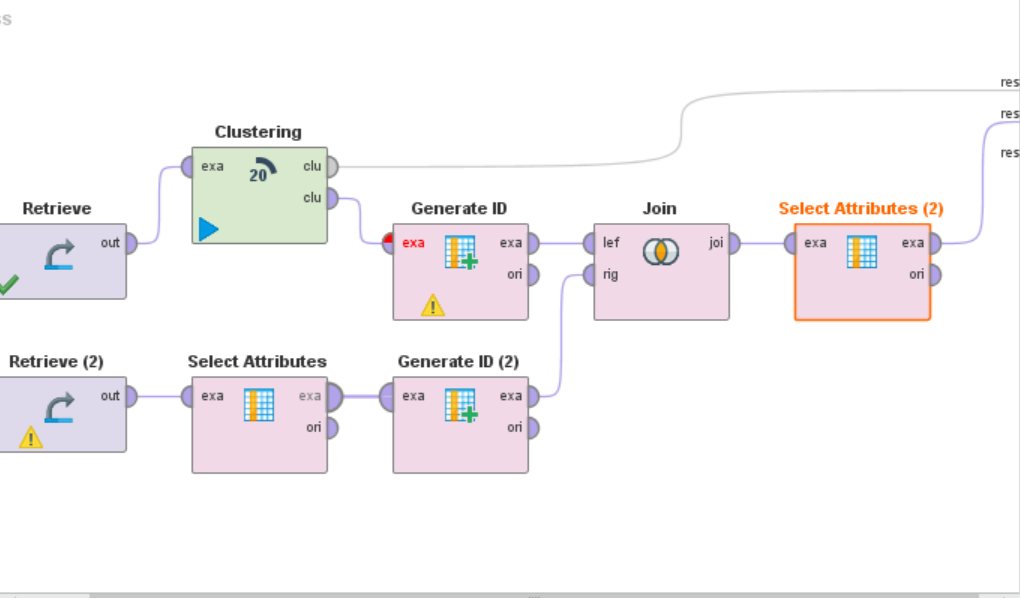 ss
res
res
res
Clustering
exa
20
clu
clu
Retrieve
out
Generate ID
exa
exa
ori
Join
lef
joi
rig
Select Attributes (2)
exa
exa
ori
Retrieve (2)
out
Select Attributes
exa
exa
ori
Generate ID (2)
exa
exa
ori